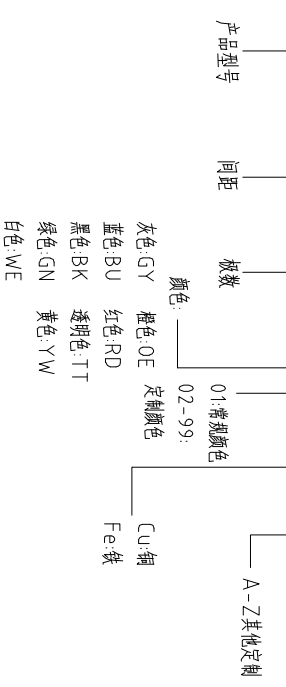 产品型号
间距
极数
颜色:
灰色:GY 橙色:OE
蓝色:BU 红色:RD
黑色:BK 透明色:TT
绿色:GN 黄色:YW
白色:WE
01:常规颜色
02-99:
定制颜色
Cu:铜
Fe:铁
A-Z其他定制